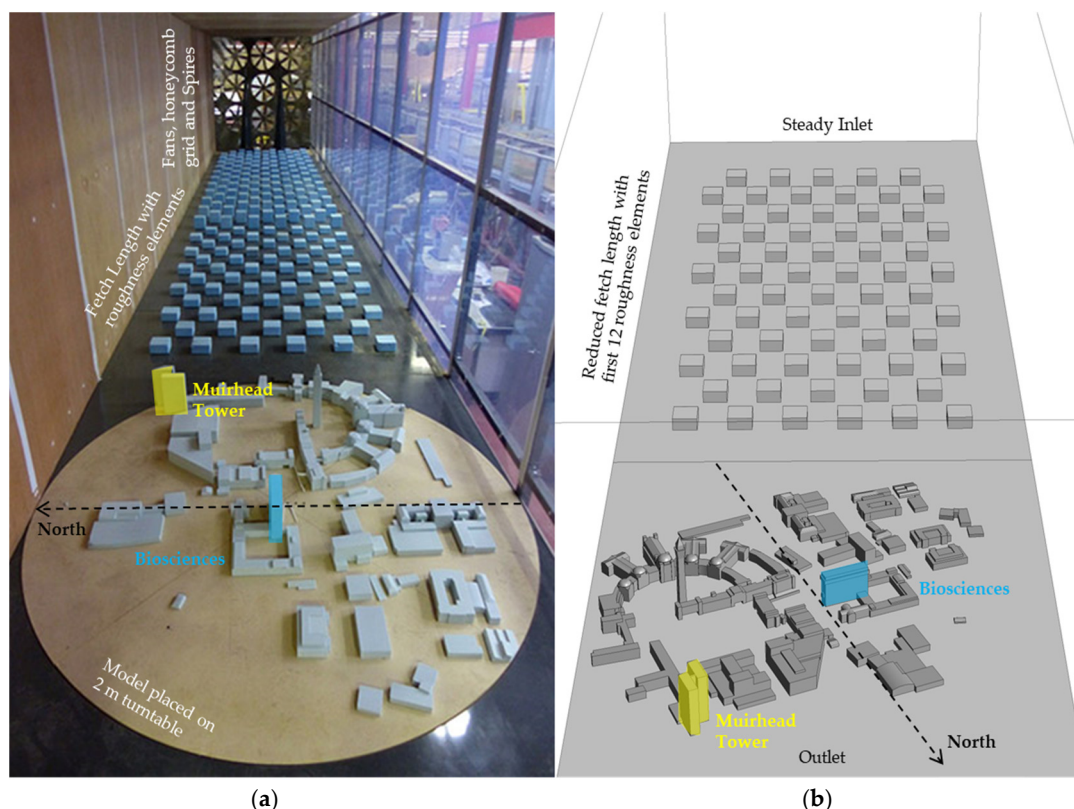 Fans, honeycomb
grid and Spires
Fetch Length with
roughness elements
Muirhead
Tower
North
Biosciences
Model placed on
2 m turntable
(a)
Steady Inlet
Reduced fetch length with
first 12 roughness elements
Biosciences
Muirhead
Tower
North
Outlet
(b)